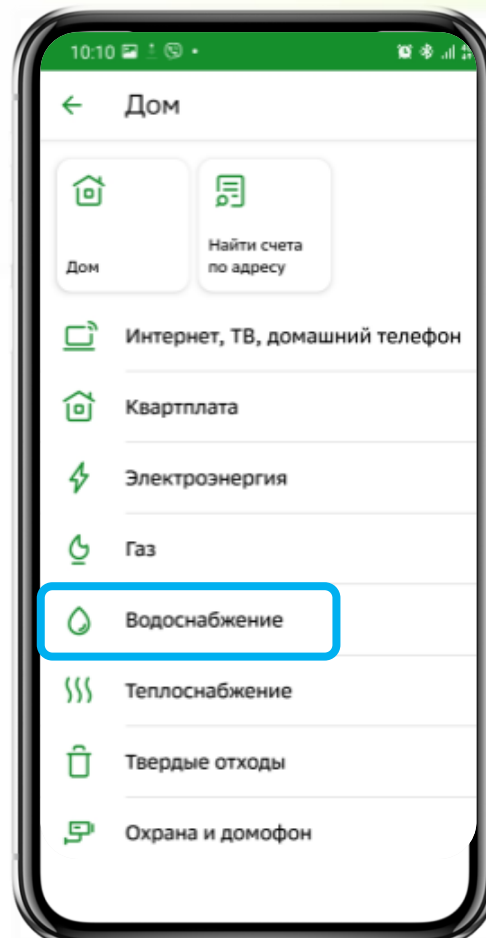 10:10
Дом
Дом
Найти счета
по адресу
Интернет, ТВ, домашний телефон
Квартплата
Электроэнергия
Газ
Водоснабжение
Теплоснабжение
Твердые отходы
Охрана и домофон